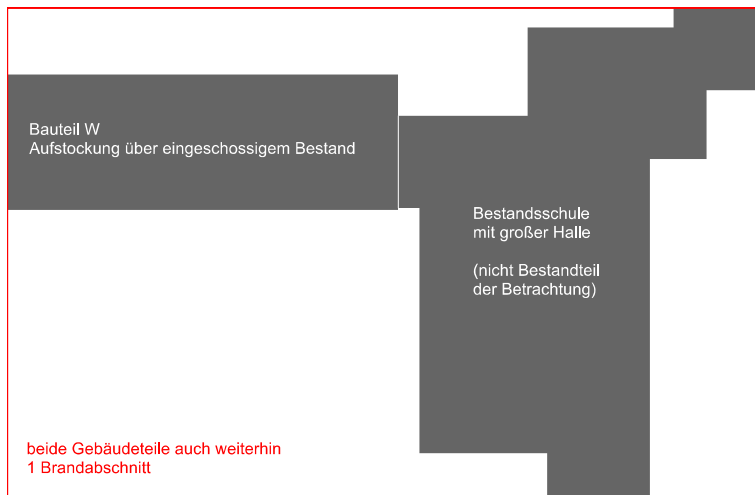 Bauteil W
Aufstockung über eingeschossigem Bestand
Bestandsschule
mit großer Halle
(nicht Bestandteil
der Betrachtung)
beide Gebäudeteile auch weiterhin
1 Brandabschnitt